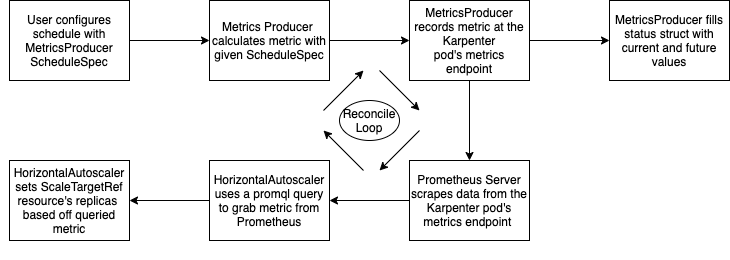 User configures
schedule with
MetricsProducer
ScheduleSpec
Metrics Producer
calculates metric with
given ScheduleSpec
MetricsProducer
records metric at the
Karpenter
pod's metrics
endpoint
MetricsProducer fills
status struct with
current and future
values
Reconcile
Loop
HorizontalAutoscaler
sets ScaleTargetRef
resource's replicas
based off queried
metric
HorizontalAutoscaler
uses a promql query
to grab metric from
Prometheus
Prometheus Server
scrapes data from the
Karpenter pod's
metrics endpoint